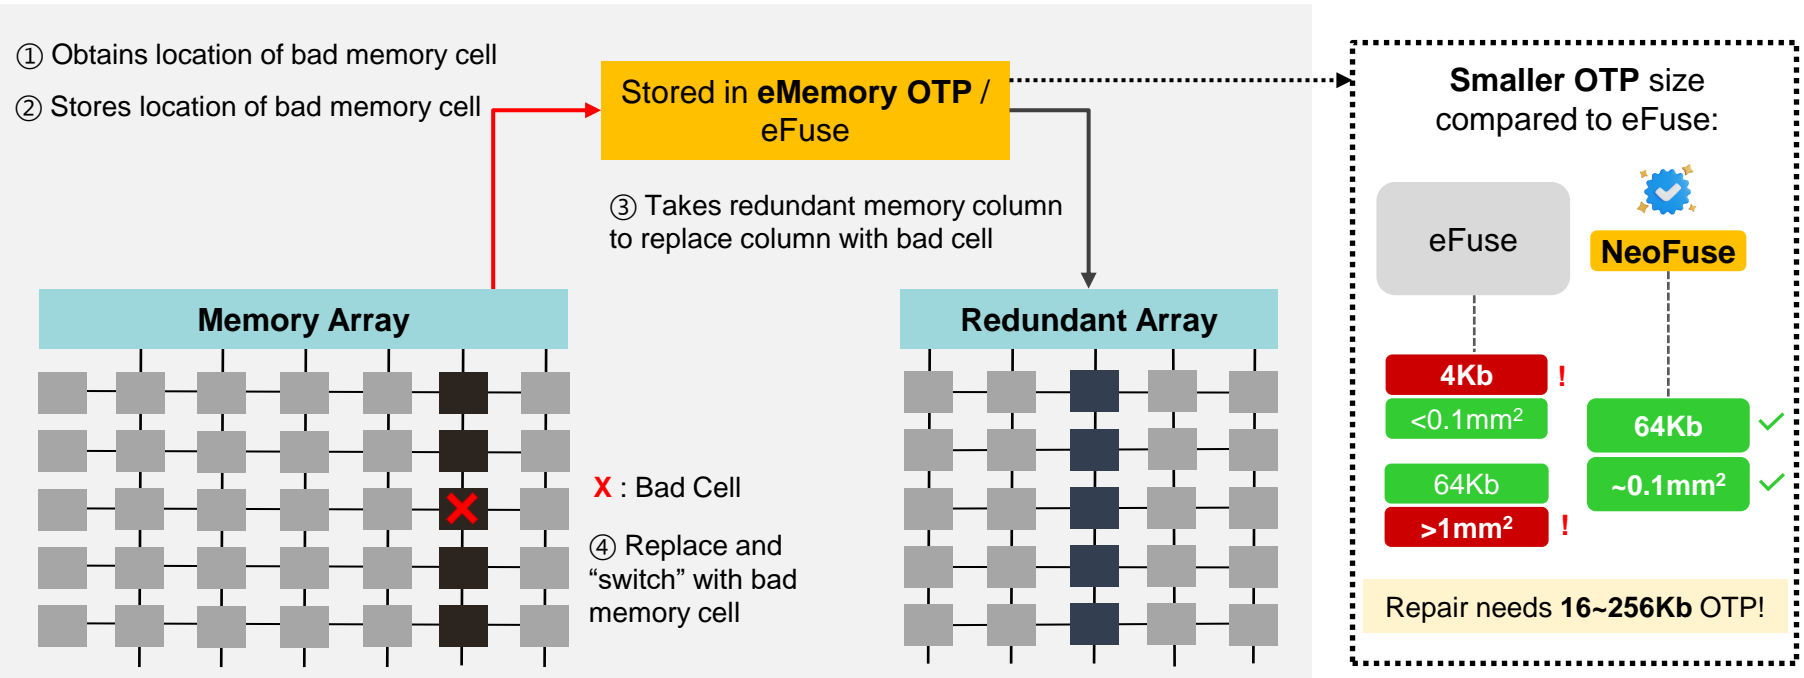 ① Obtains location of bad memory cell
② Stores location of bad memory cell
Stored in eMemory OTP /
eFuse
③ Takes redundant memory column
to replace column with bad cell
Memory Array
Redundant Array
X : Bad Cell
④ Replace and
“switch” with bad
memory cell
Smaller OTP size
compared to eFuse:
eFuse
NeoFuse
4Kb !
<0.1mm²
64Kb
>1mm² !
64Kb
~0.1mm²
Repair needs 16~256Kb OTP!